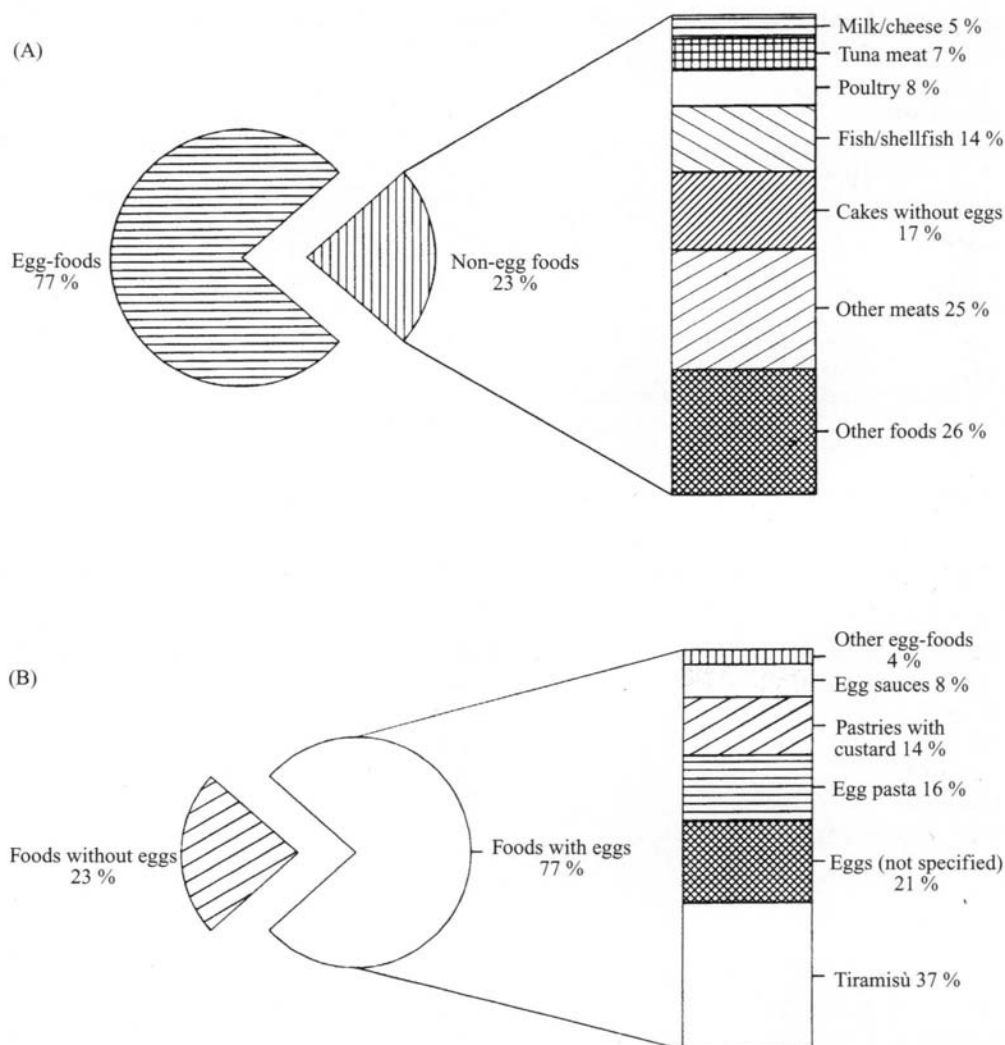 (A)
Egg-foods
77 %
Non-egg foods
23 %
Milk/cheese 5 %
Tuna meat 7 %
Poultry 8 %
Fish/shellfish 14 %
Cakes without eggs
17 %
Other meats 25 %
Other foods 26 %
(B)
Foods without eggs
23 %
Foods with eggs
77 %
Other egg-foods
4 %
Egg sauces 8 %
Pastries with
custard 14 %
Egg pasta 16 %
Eggs (not specified)
21 %
Tiramisù 37 %